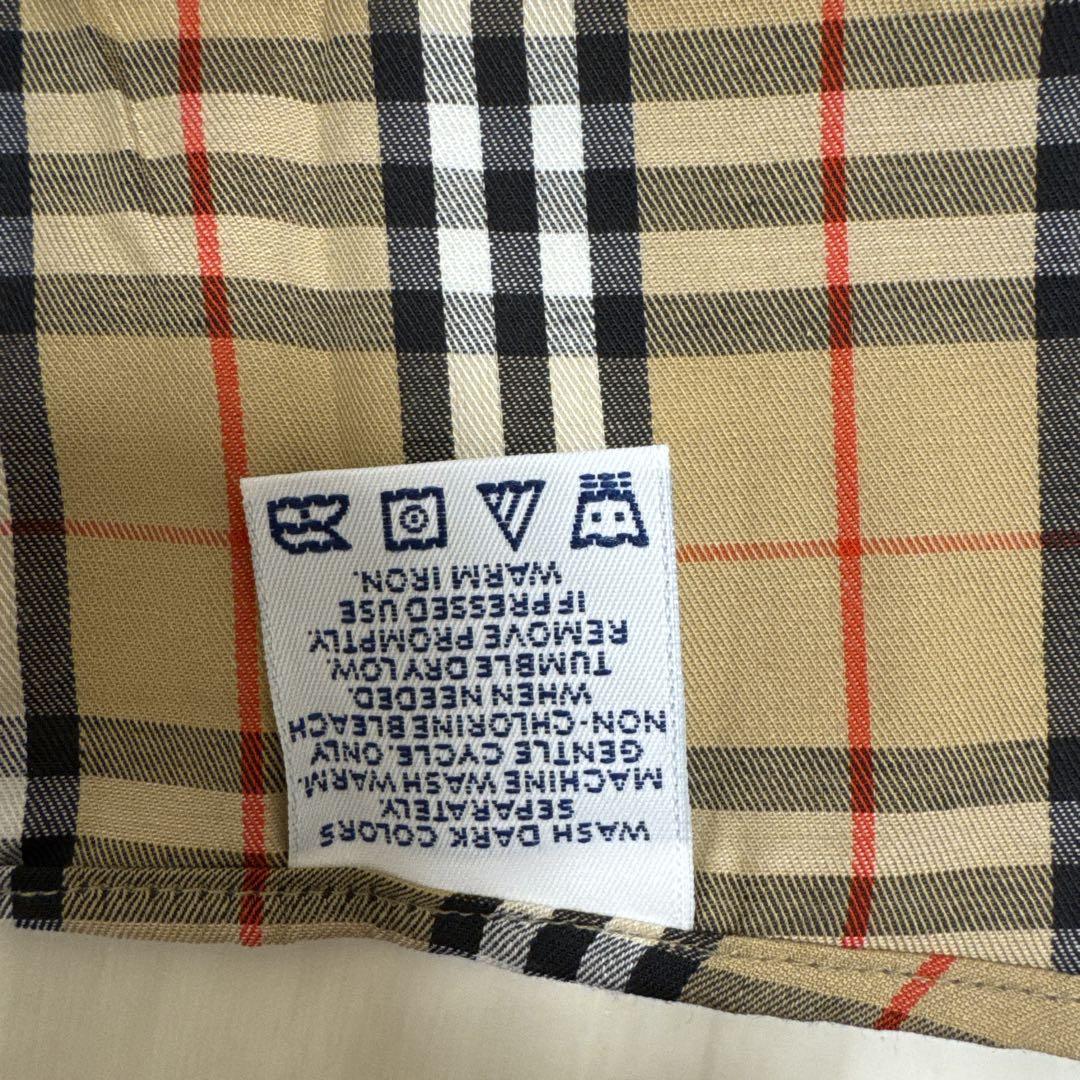 WASH DARK COLORS
SEPARATELY.
MACHINE WASH WARM.
GENTLE CYCLE. ONLY
NON-CHLORINE BLEACH
WHEN NEEDED.
TUMBLE DRY LOW.
REMOVE PROMPTLY.
IF PRESSED USE
WARM IRON.